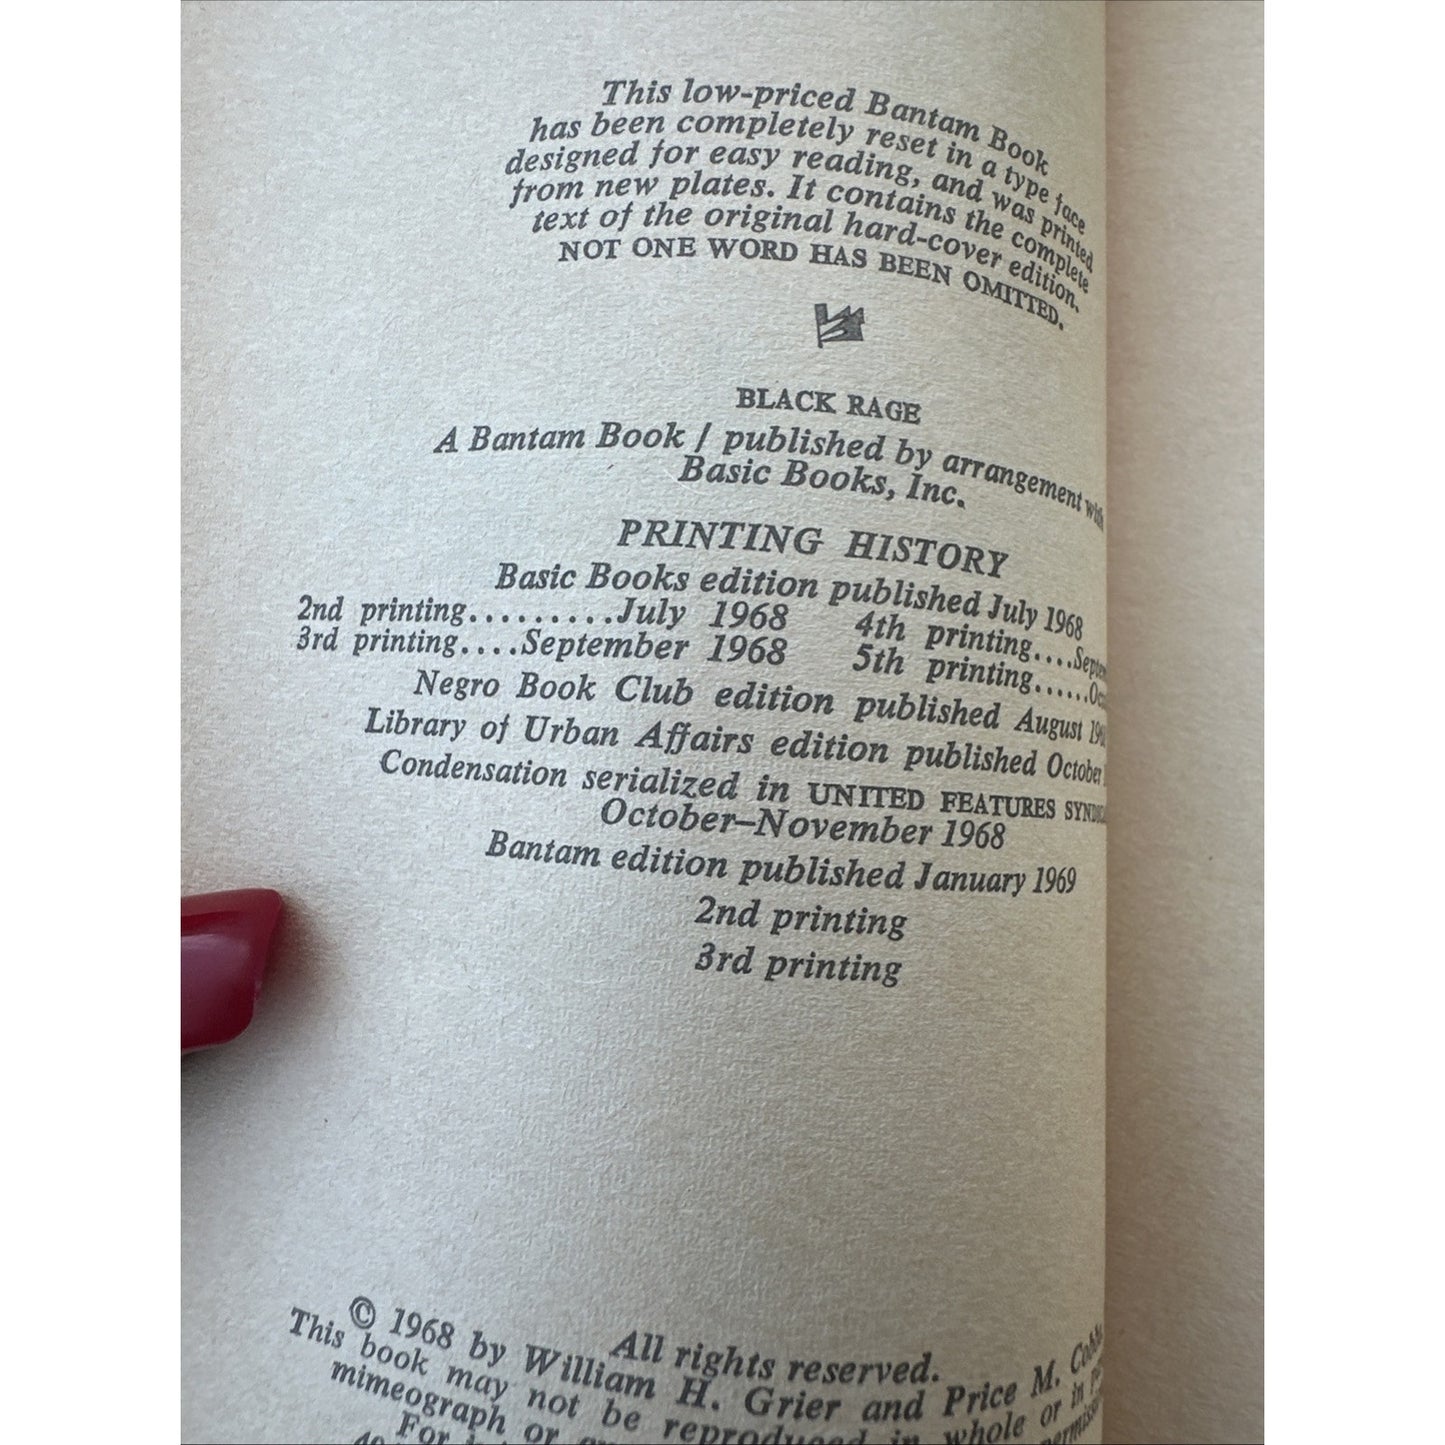 This low-priced Bantam Book
has been completely reset in a type face
designed for easy reading, and was printed
from new plates. It contains the complete
text of the original hard-cover edition.
NOT ONE WORD HAS BEEN OMITTED.
BLACK RAGE
A Bantam Book / published by arrangement with
Basic Books, Inc.
PRINTING HISTORY
Basic Books edition published July 1968
2nd printing.........July 1968 4th printing....
3rd printing....September 1968 5th printing......
Negro Book Club edition published August
Library of Urban Affairs edition published October
Condensation serialized in UNITED FEATURES
October–November 1968
Bantam edition published January 1969
2nd printing
3rd printing
All rights reserved.
© 1968 by William H. Grier and Price M.
This book may not be reproduced in whole or in
mimeograph or
For